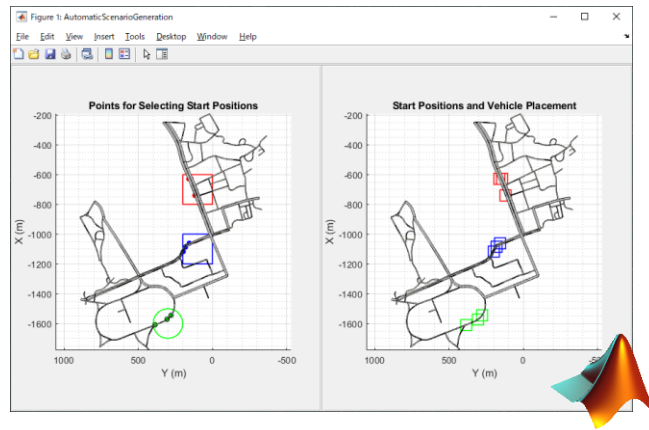 Figure 1: AutomaticScenarioGeneration
File Edit View Insert Tools Desktop Window Help
Points for Selecting Start Positions
-200
-400
-600
-800
-1000
-1200
-1400
-1600
X (m)
1000 500 0 -500
Y (m)
Start Positions and Vehicle Placement
-200
-400
-600
-800
-1000
-1200
-1400
-1600
X (m)
1000 500 0 -500
Y (m)